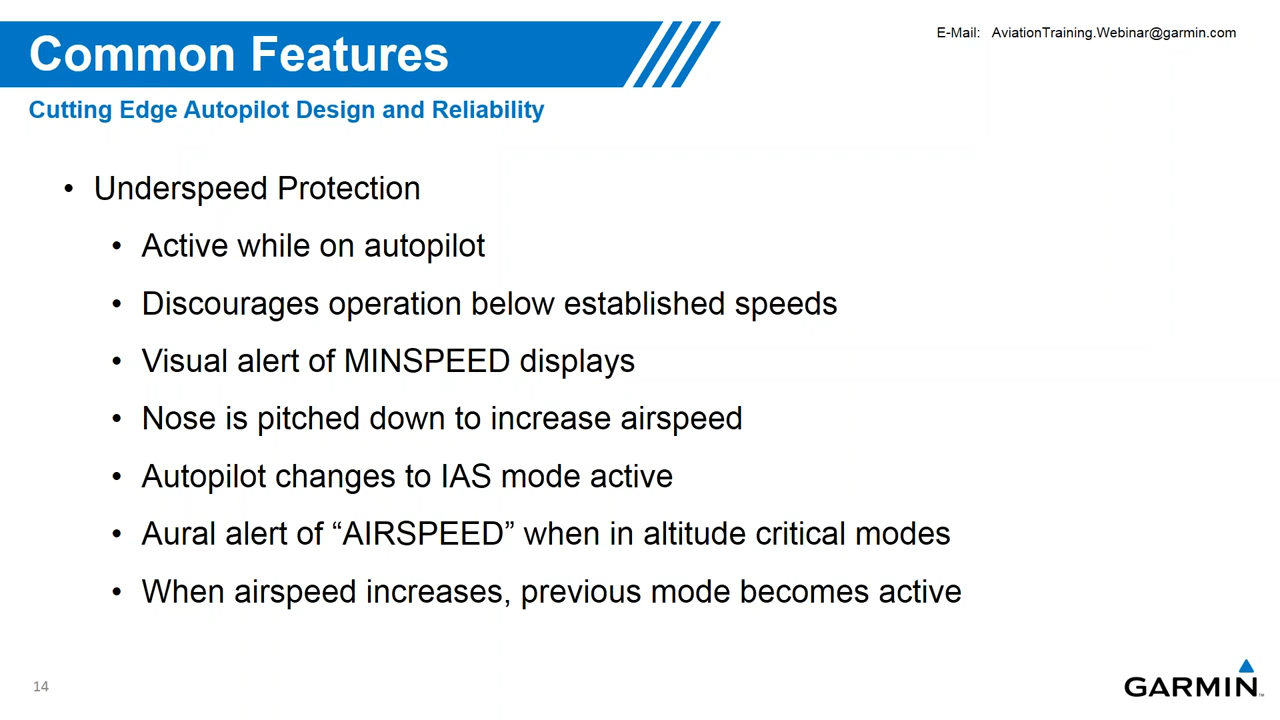 Common Features
E-Mail: AviationTraining.Webinar@garmin.com
Cutting Edge Autopilot Design and Reliability
• Underspeed Protection
• Active while on autopilot
• Discourages operation below established speeds
• Visual alert of MINSPEED displays
• Nose is pitched down to increase airspeed
• Autopilot changes to IAS mode active
• Aural alert of “AIRSPEED” when in altitude critical modes
• When airspeed increases, previous mode becomes active
14
GARMIN™